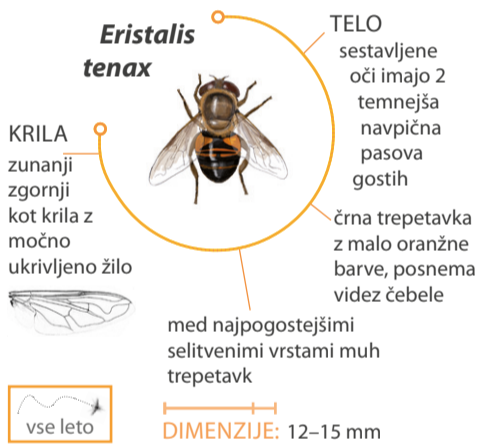 Eristalis
tenax
TELO
sestavljene
oči imajo 2
temnejša
navpična
pasova
gostih
KRILA
zunanji
zgornji
kot krila z
močno
ukrivljeno žilo
črna trepetavka
z malo oranžne
barve, posnema
videz čebele
med najpogostejšimi
selitvenimi vrstami muh
trepetavk
vse leto
DIMENZIJE: 12–15 mm